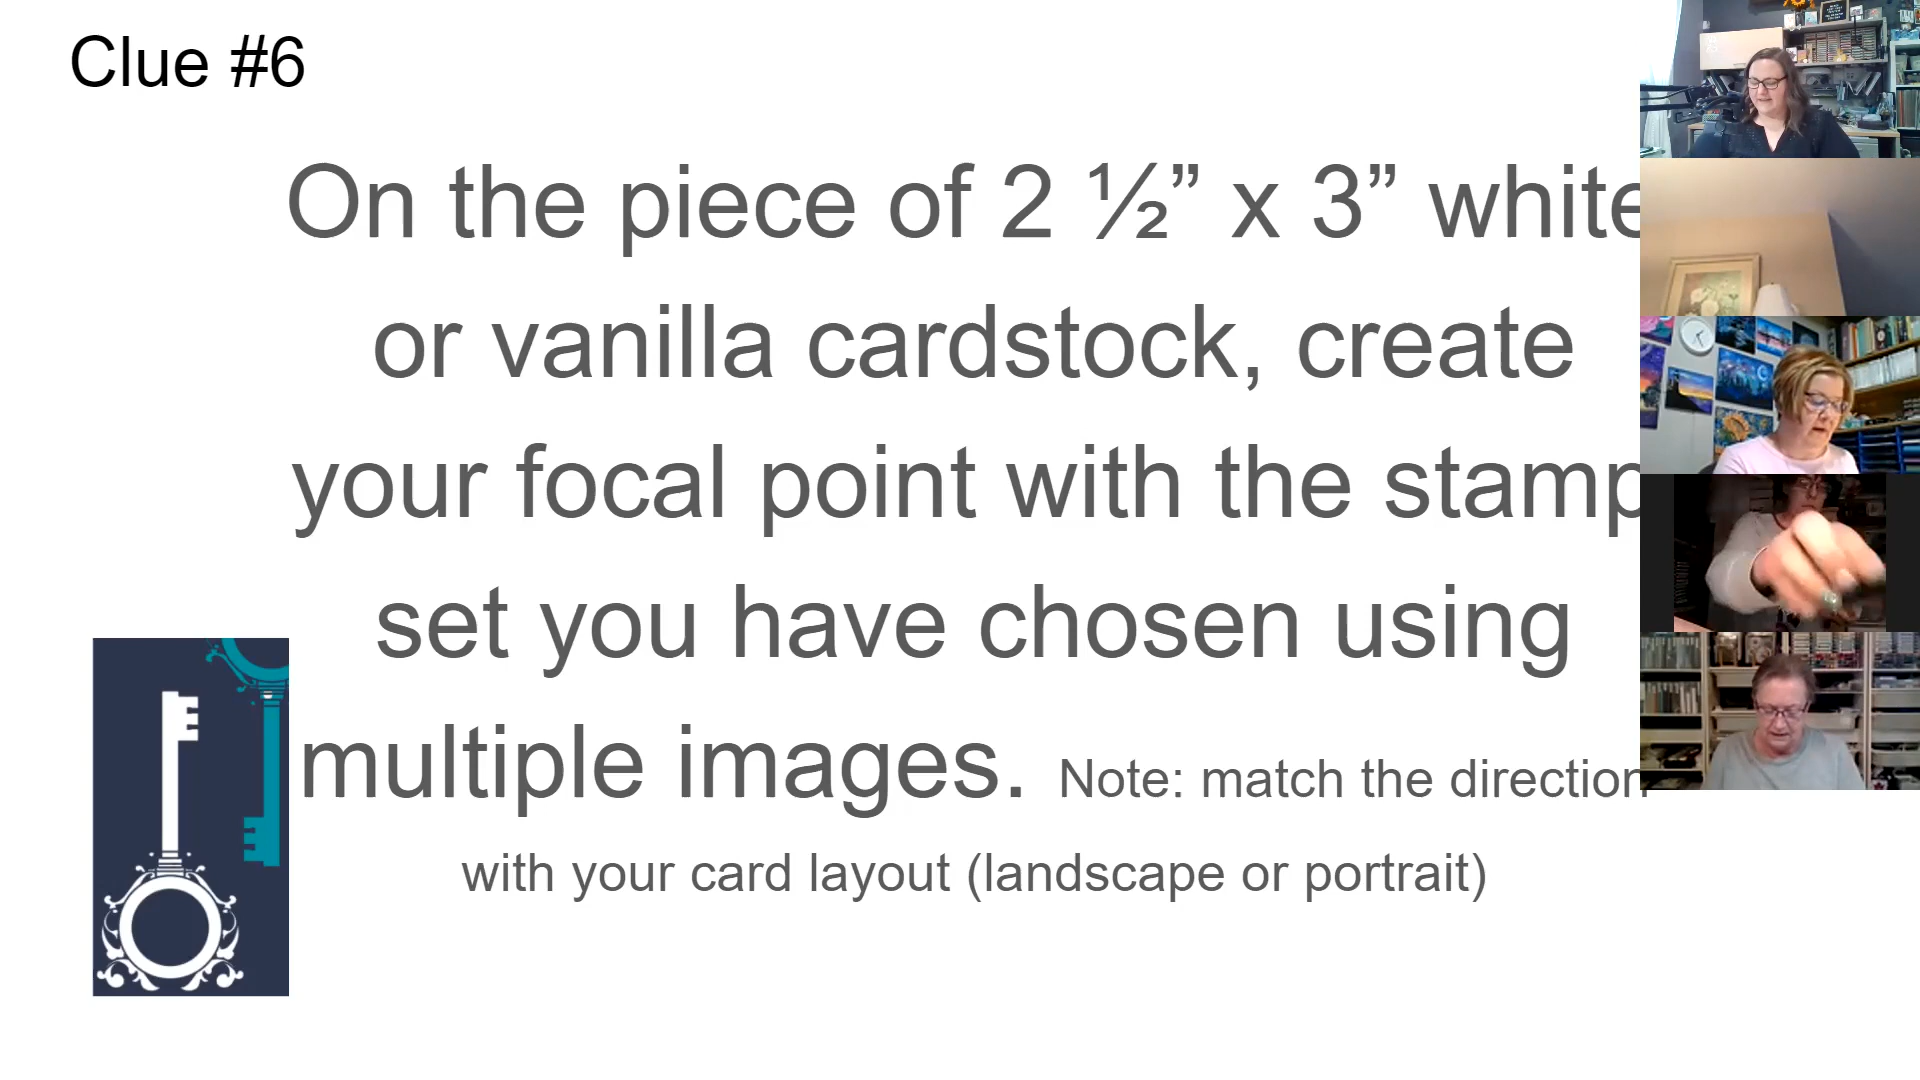 Clue #6
On the piece of 2 ½” x 3” white
or vanilla cardstock, create
your focal point with the stamp
set you have chosen using
multiple images. Note: match the direction
with your card layout (landscape or portrait)